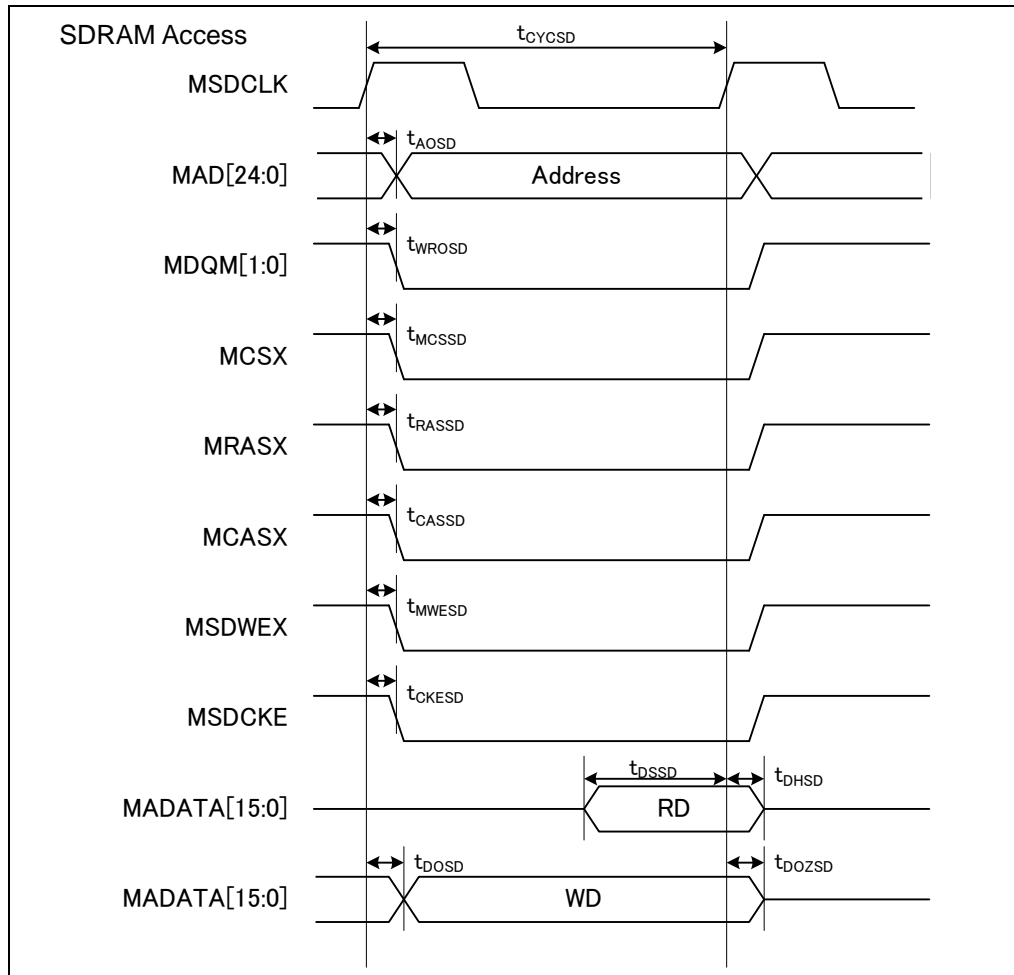 SDRAM Access
tCYCSD
MSDCLK
tAOSD
MAD[24:0]
Address
tWROSD
MDQM[1:0]
tMCSSD
MCSX
tRASSD
MRASX
tCASSD
MCASX
tMWESD
MSDWEX
tCKESD
MSDCKE
tDSSD
tDHSD
MADATA[15:0]
RD
tDOSD
tDOZSD
MADATA[15:0]
WD